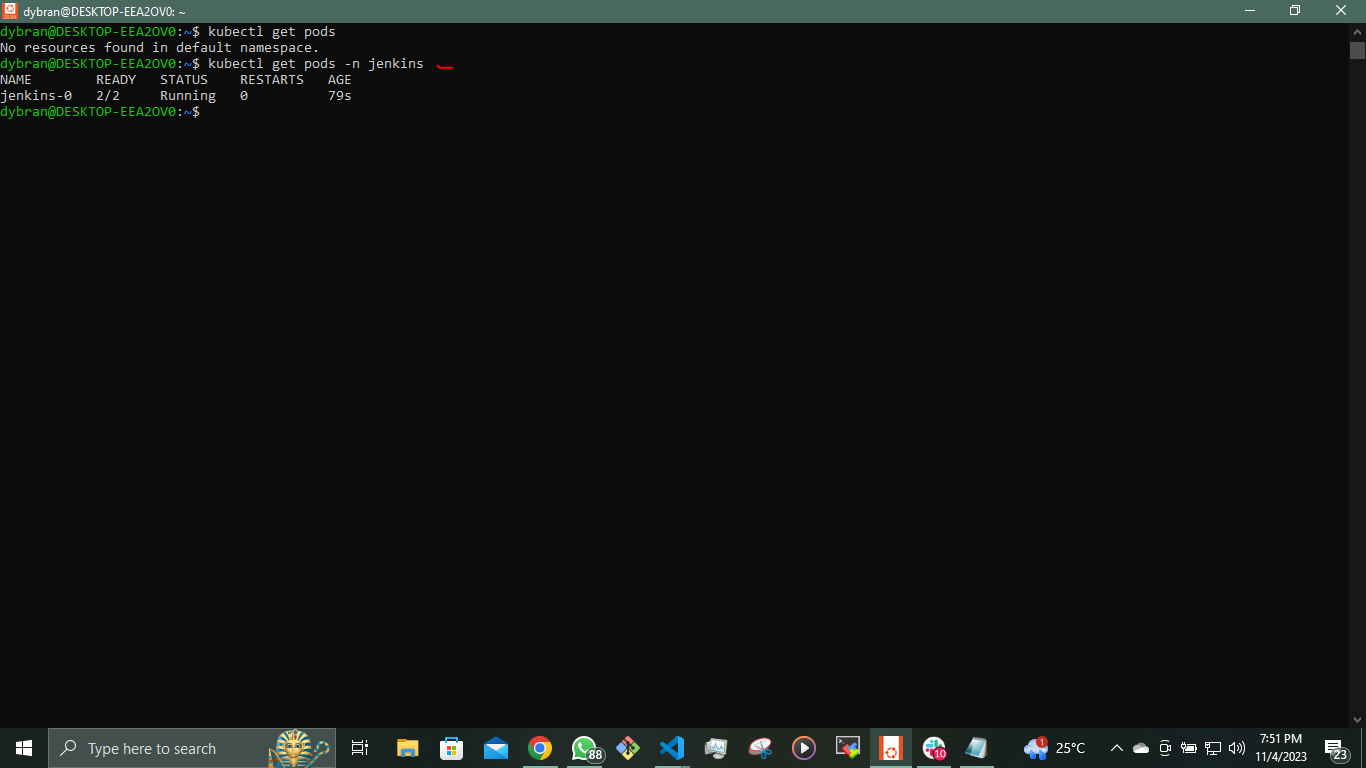 dybran@DESKTOP-EEA2OV0: ~
dybran@DESKTOP-EEA2OV0:~$ kubectl get pods
No resources found in default namespace.
dybran@DESKTOP-EEA2OV0:~$ kubectl get pods -n jenkins
NAME READY STATUS RESTARTS AGE
jenkins-0 2/2 Running 0 79s
dybran@DESKTOP-EEA2OV0:~$
Type here to search
88
10
1
25°C
7:51 PM
11/4/2023
23